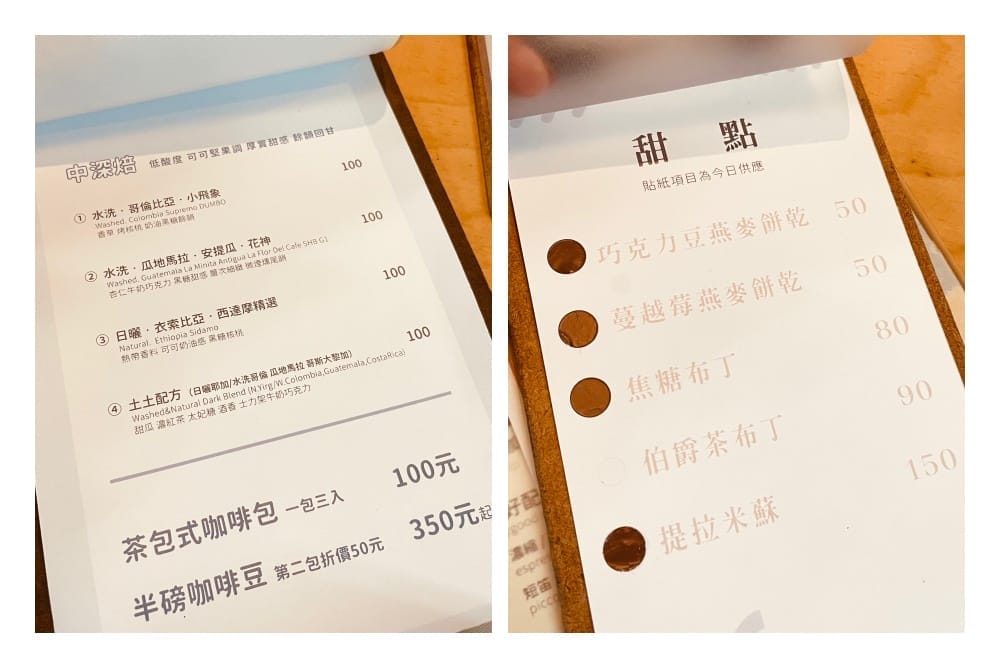 中深焙 低酸度 可可堅果調 厚實甜感 餘韻回甘
① 水洗·哥倫比亞·小飛象 100
Washed. Colombia Supremo DUMBO
香草 烤核桃 奶油黑糖餘韻
② 水洗·瓜地馬拉·安提瓜·花神 100
Washed. Guatemala La Minita Antigua La Flor Del Cafe SHB G1
杏仁牛奶巧克力 黑糖甜感 層次細緻 微煙燻尾韻
③ 日曬·衣索比亞·西達摩精選 100
Natural. Ethiopia Sidamo
熱帶香料 可可奶油感 黑糖核桃
④ 土土配方 (日曬耶加/水洗哥倫 瓜地馬拉 哥斯大黎加) 100
Washed&Natural Dark Blend (N.Yirg/W.Colombia,Guatemala,CostaRica)
甜瓜 濃紅茶 太妃糖 酒香 士力架牛奶巧克力
茶包式咖啡包 一包三入 100元
半磅咖啡豆 第二包折價50元 350元起
甜 點
貼紙項目為今日供應
巧克力豆燕麥餅乾 50
蔓越莓燕麥餅乾 50
焦糖布丁 80
伯爵茶布丁 90
提拉米蘇 150
好配
good
濃縮
espre
短笛
picc